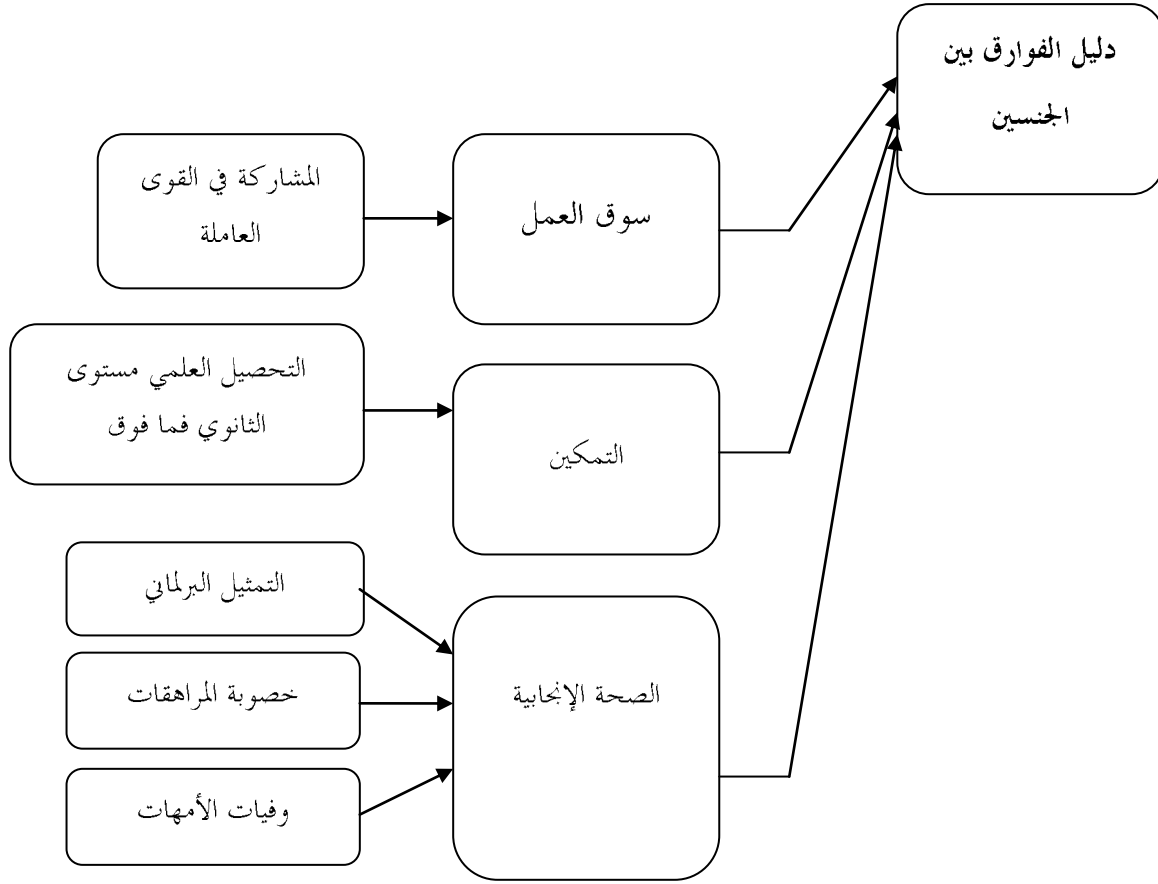 دليل الفوارق بين
الجنسين
سوق العمل
المشاركة في القوى
العاملة
التمكين
التحصيل العلمي مستوى
الثانوي فما فوق
الصحة الإنجابية
التمثيل البرلماني
خصوبة المراهقات
وفيات الأمهات